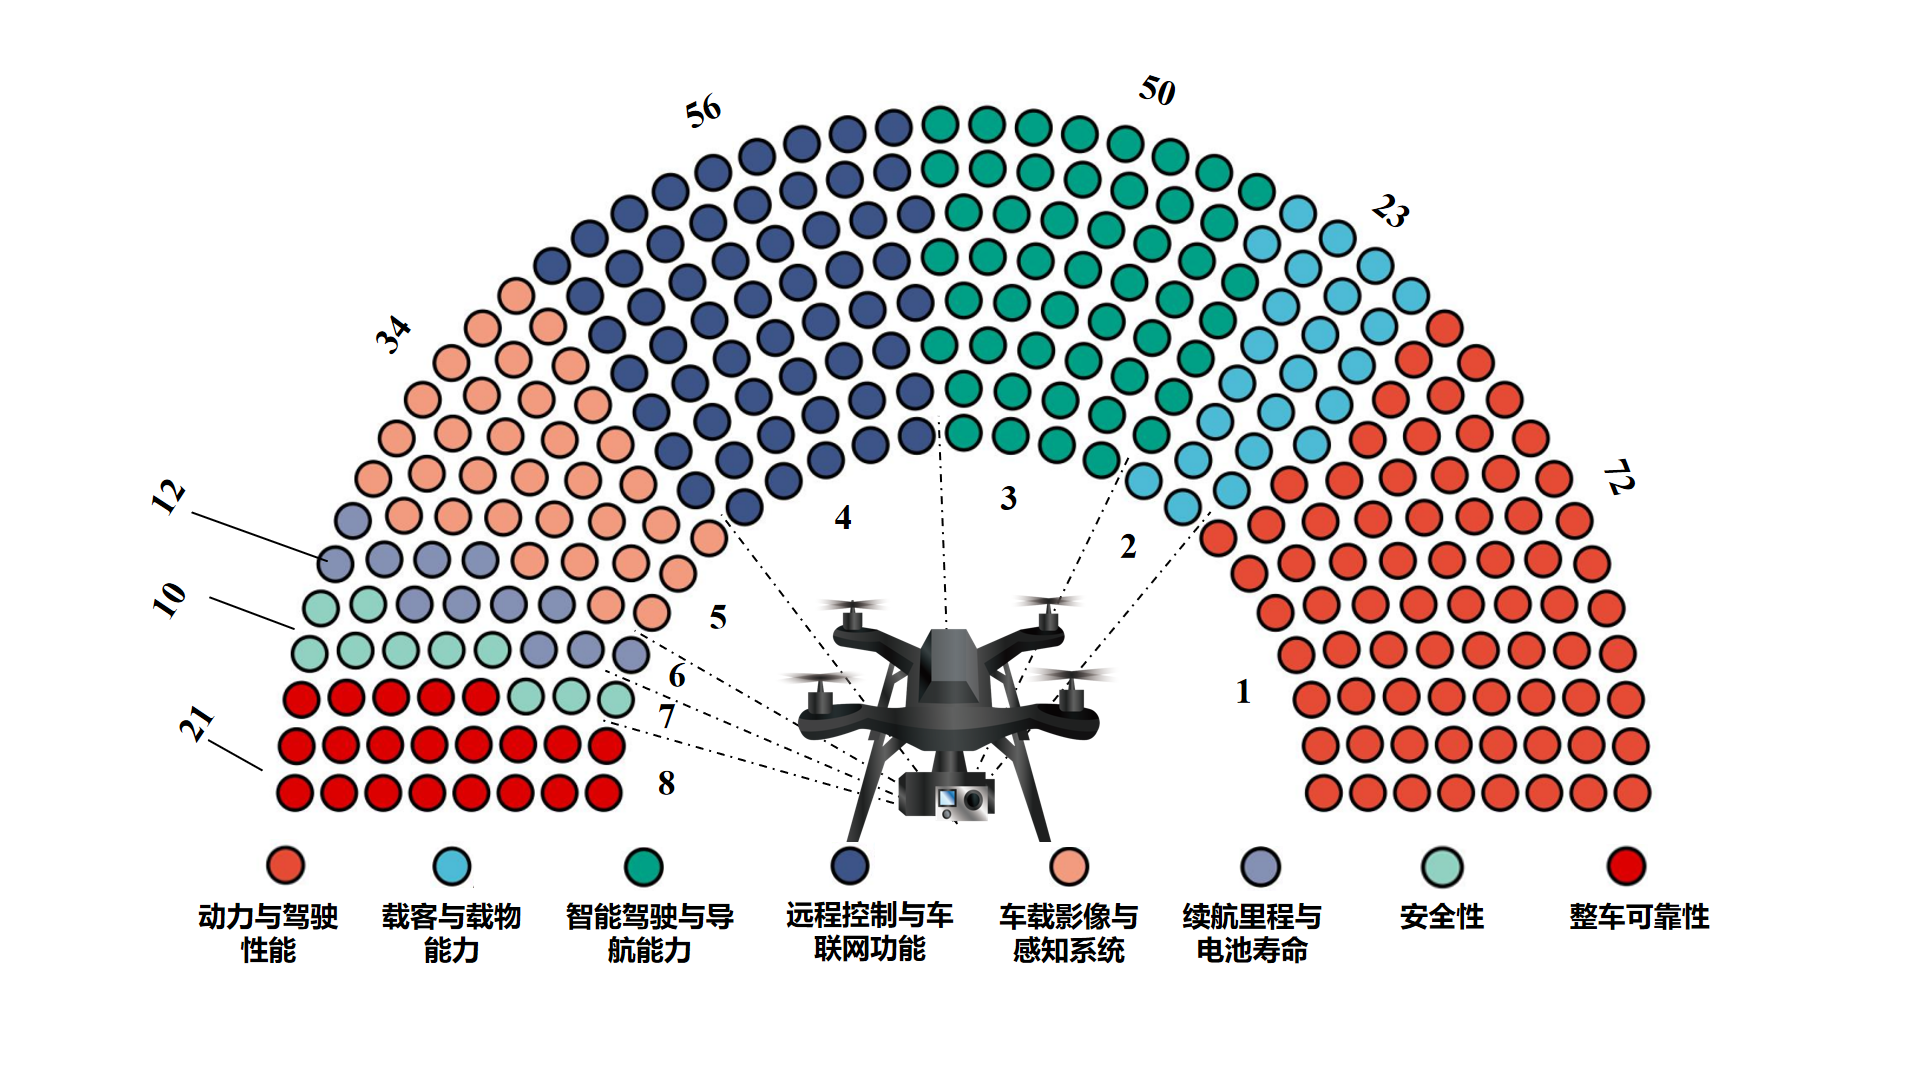 50
56
23
34
72
12
3
4
2
10
5
6
1
7
21
8
动力与驾驶
性能
载客与载物
能力
智能驾驶与导
航能力
远程控制与车
联网功能
车载影像与
感知系统
续航里程与
电池寿命
安全性
整车可靠性